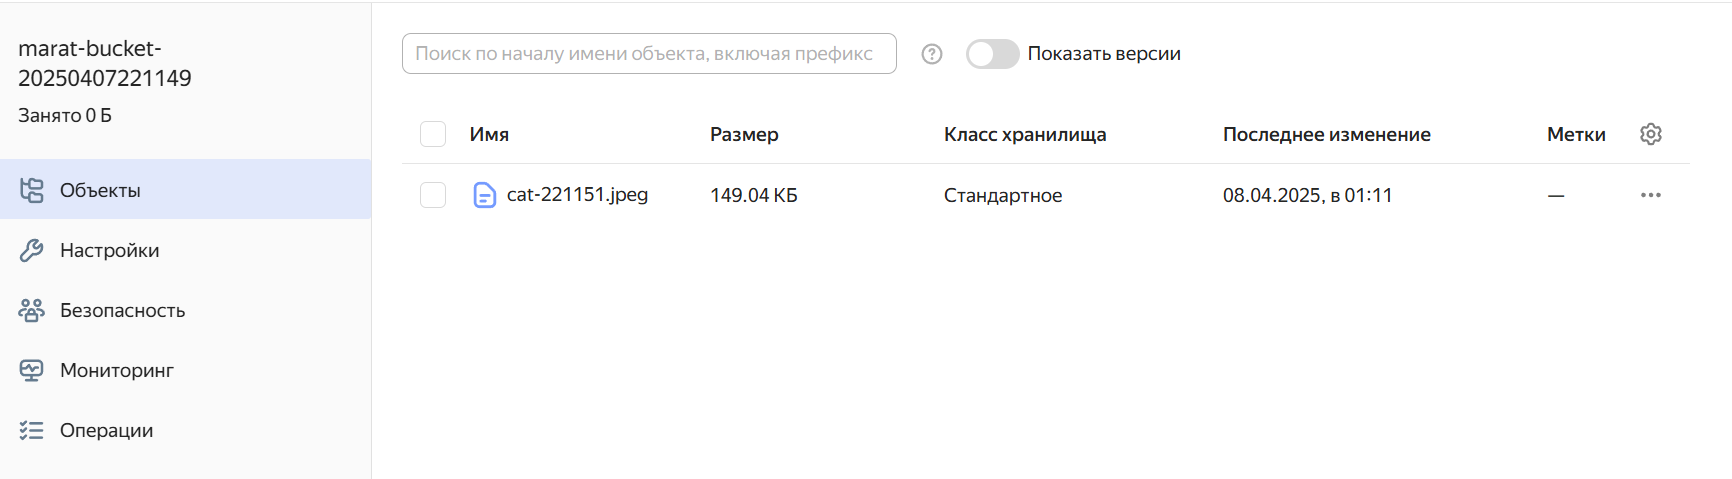 marat-bucket-
20250407221149
Занято 0 Б
Объекты
Настройки
Безопасность
Мониторинг
Операции
Поиск по началу имени объекта, включая префикс
Показать версии
Имя Размер Класс хранилища Последнее изменение Метки
cat-221151.jpeg 149.04 КБ Стандартное 08.04.2025, в 01:11 —